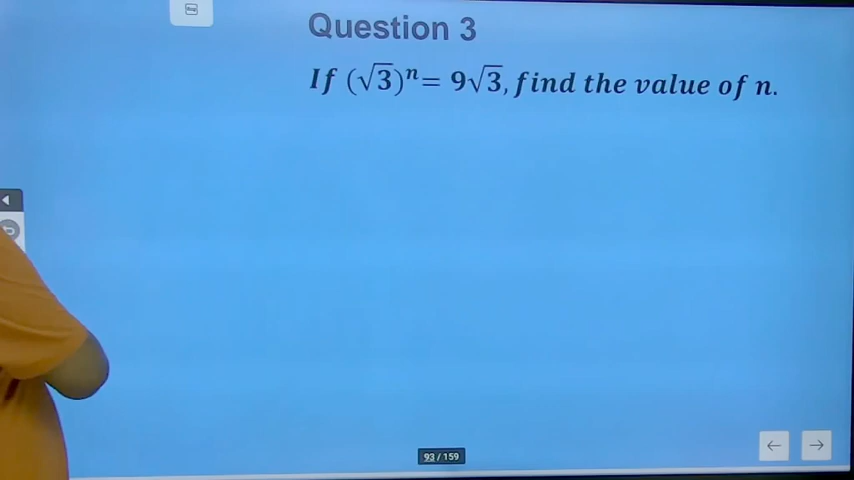 Question 3
If (√3)ⁿ= 9√3, find the value of n.
93 / 159